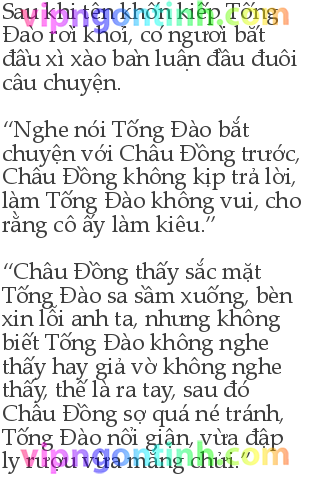 Sau khi tên khốn kiếp Tống
vipngontinh.com
Đào rời khỏi, có người bắt
đầu xì xào bàn luận đầu đuôi
câu chuyện.
“Nghe nói Tống Đào bắt
chuyện với Châu Đồng trước,
Châu Đồng không kịp trả lời,
làm Tống Đào không vui, cho
rằng cô ấy làm kiêu.”
“Châu Đồng thấy sắc mặt
Tống Đào sa sầm xuống, bèn
xin lỗi anh ta, nhưng không
biết Tống Đào không nghe
thấy hay giả vờ không nghe
thấy, thế là ra tay, sau đó
Châu Đồng sợ quá né tránh,
Tống Đào nổi giận, vừa đập
ly rượu vừa mắng chửi.”
vipngontinh.com